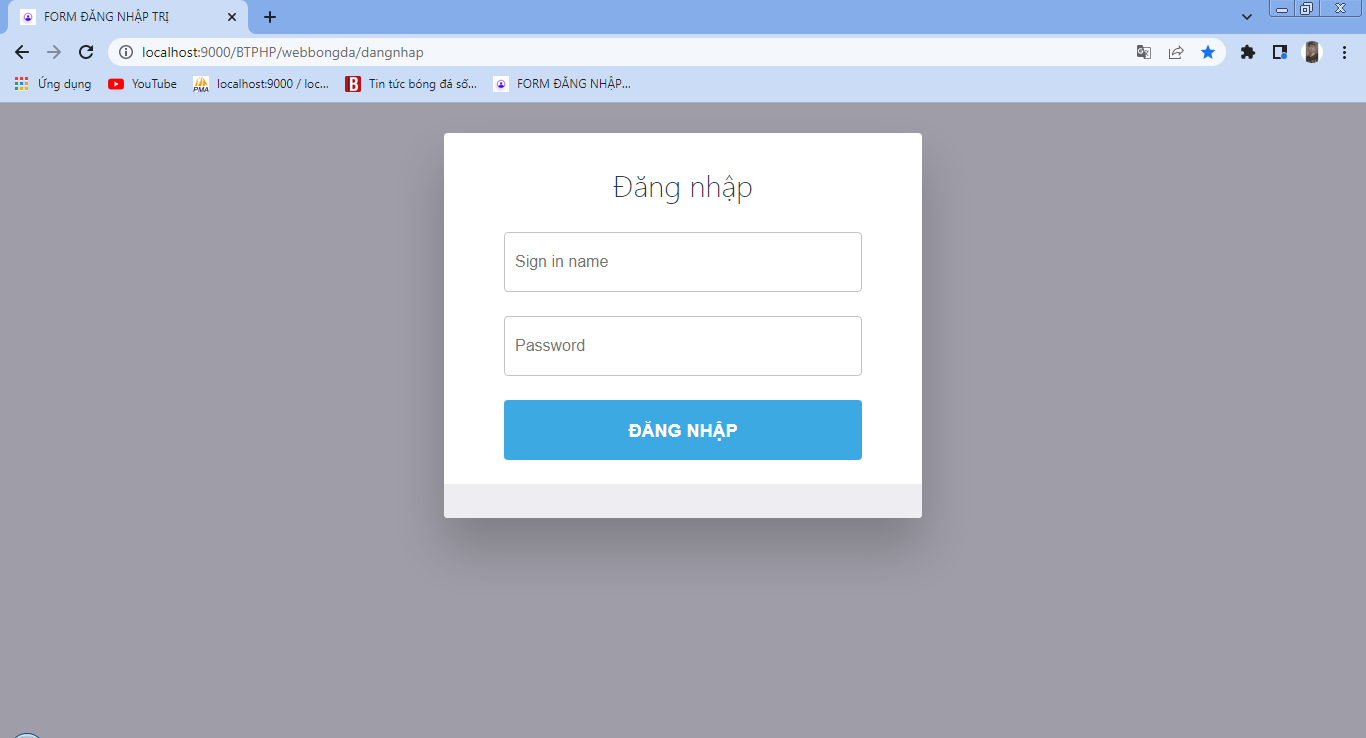 FORM ĐĂNG NHẬP TRỊ
localhost:9000/BTPHP/webbongda/dangnhap
Ứng dụng
YouTube
PMA
localhost:9000 / loc...
B
Tin tức bóng đá số...
FORM ĐĂNG NHẬP...
Đăng nhập
Sign in name
Password
ĐĂNG NHẬP